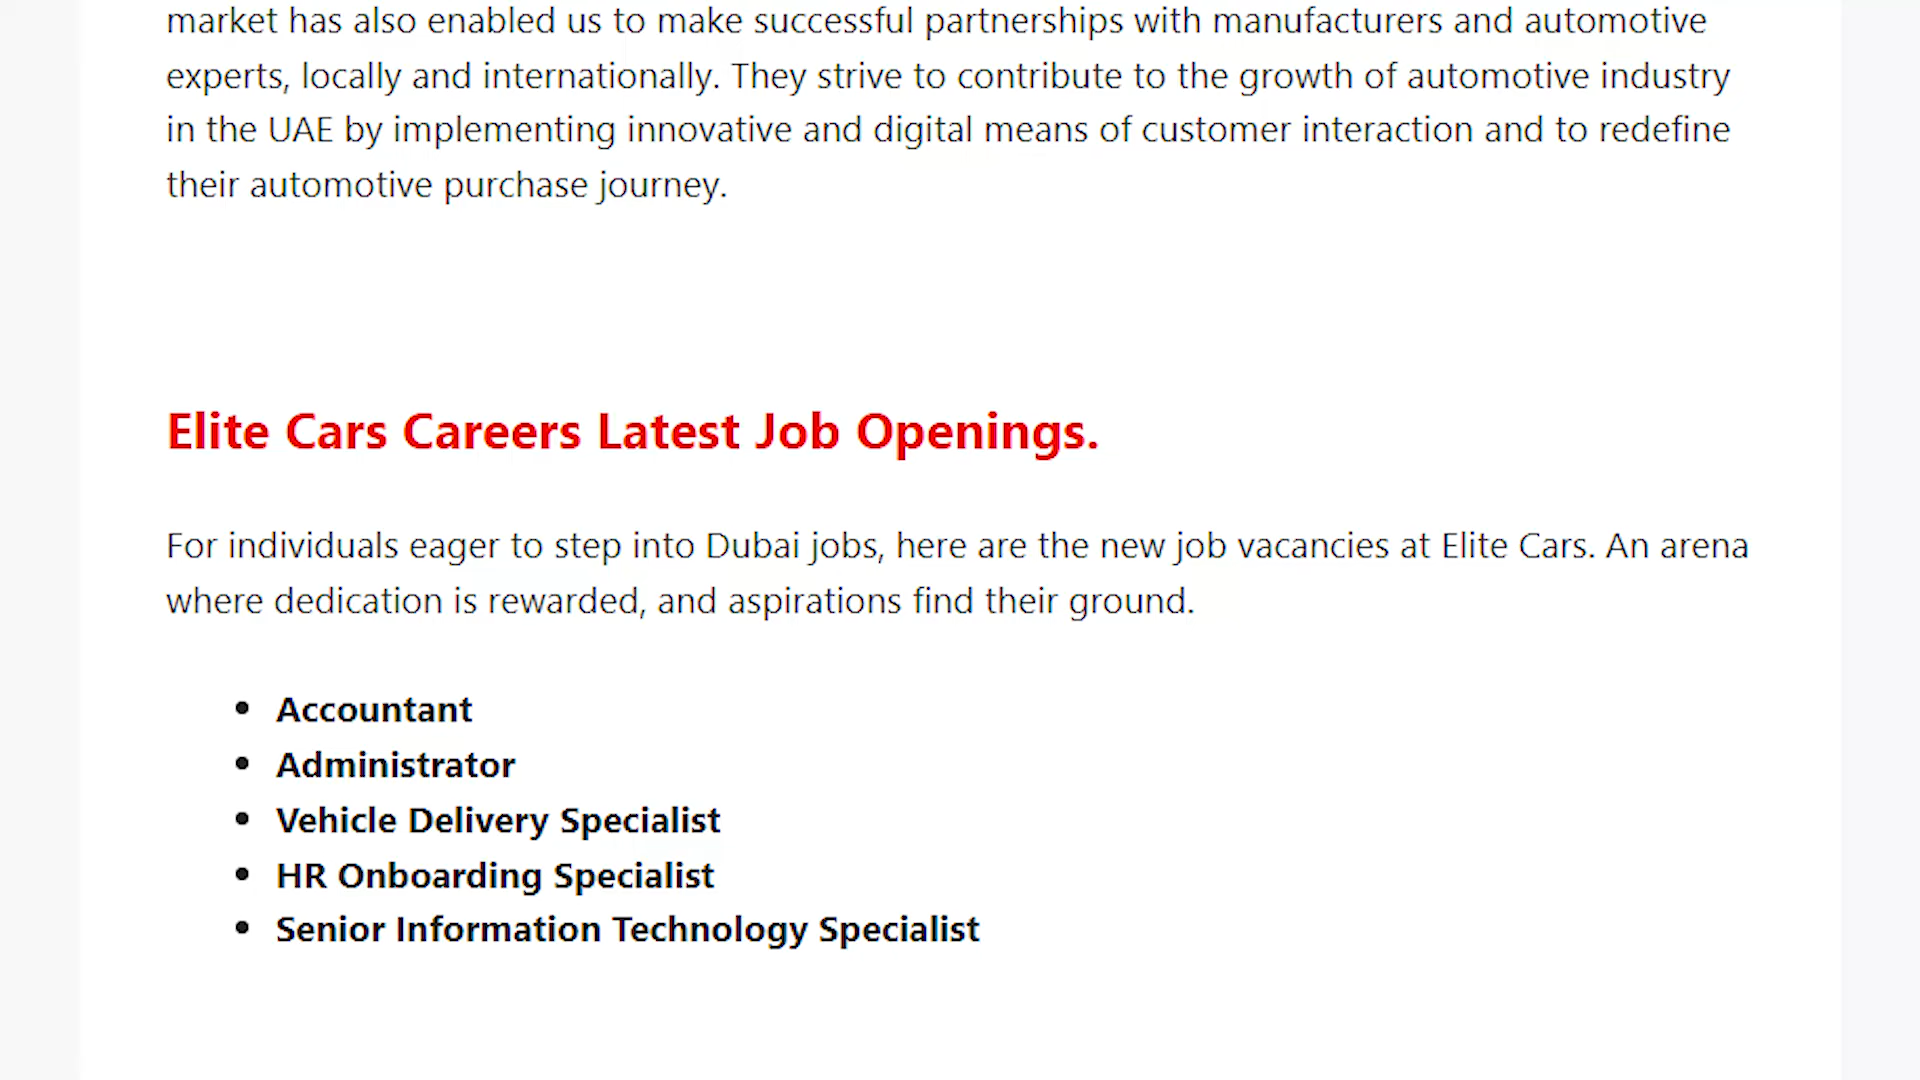 market has also enabled us to make successful partnerships with manufacturers and automotive
experts, locally and internationally. They strive to contribute to the growth of automotive industry
in the UAE by implementing innovative and digital means of customer interaction and to redefine
their automotive purchase journey.
Elite Cars Careers Latest Job Openings.
For individuals eager to step into Dubai jobs, here are the new job vacancies at Elite Cars. An arena
where dedication is rewarded, and aspirations find their ground.
• Accountant
• Administrator
• Vehicle Delivery Specialist
• HR Onboarding Specialist
• Senior Information Technology Specialist